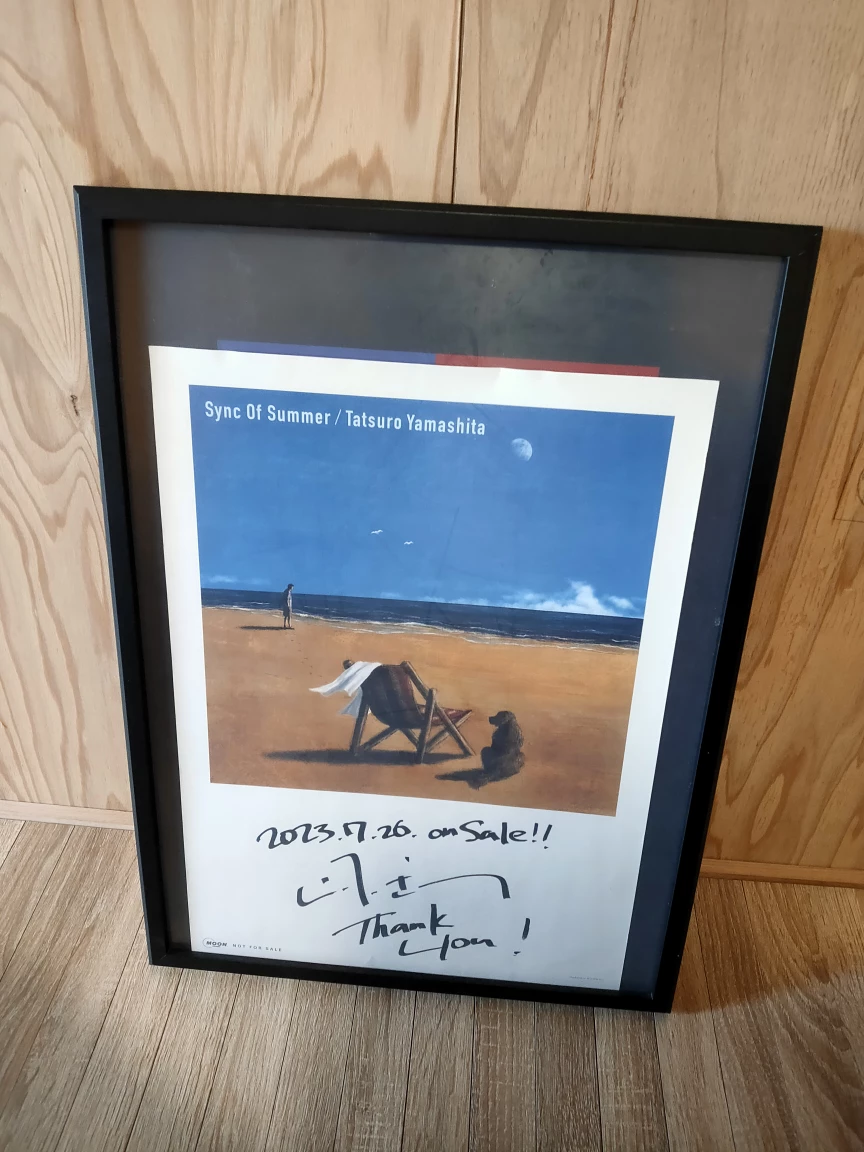 Sync Of Summer / Tatsuro Yamashita
2023.7.26. on Sale!!
Thank
you!
MOON NOT FOR SALE